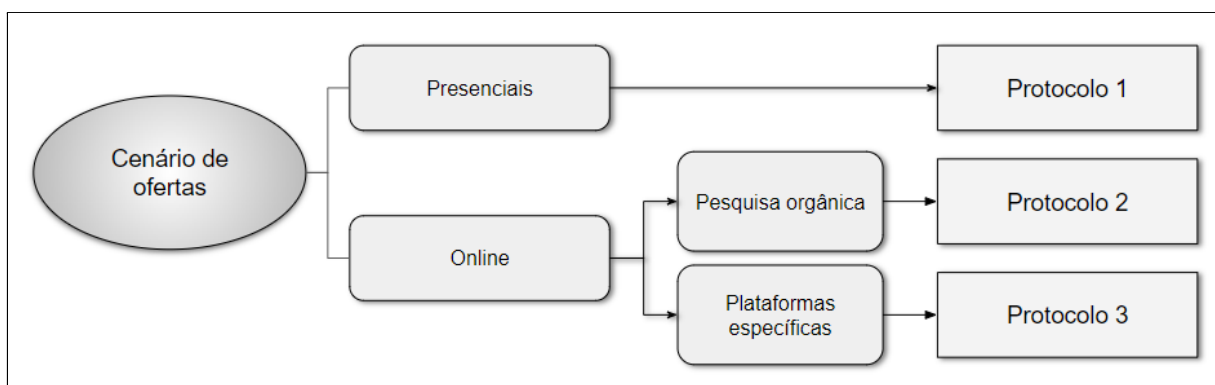 Cenário de
ofertas
Presenciais
Protocolo 1
Online
Pesquisa orgânica
Protocolo 2
Plataformas
específicas
Protocolo 3